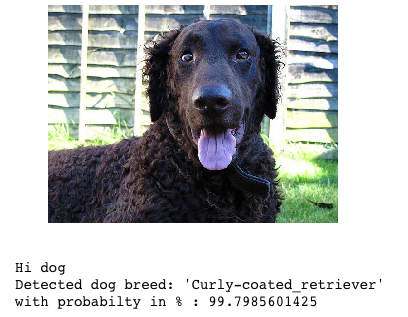 Hi dog
Detected dog breed: 'Curly-coated_retriever'
with probabilty in % : 99.7985601425